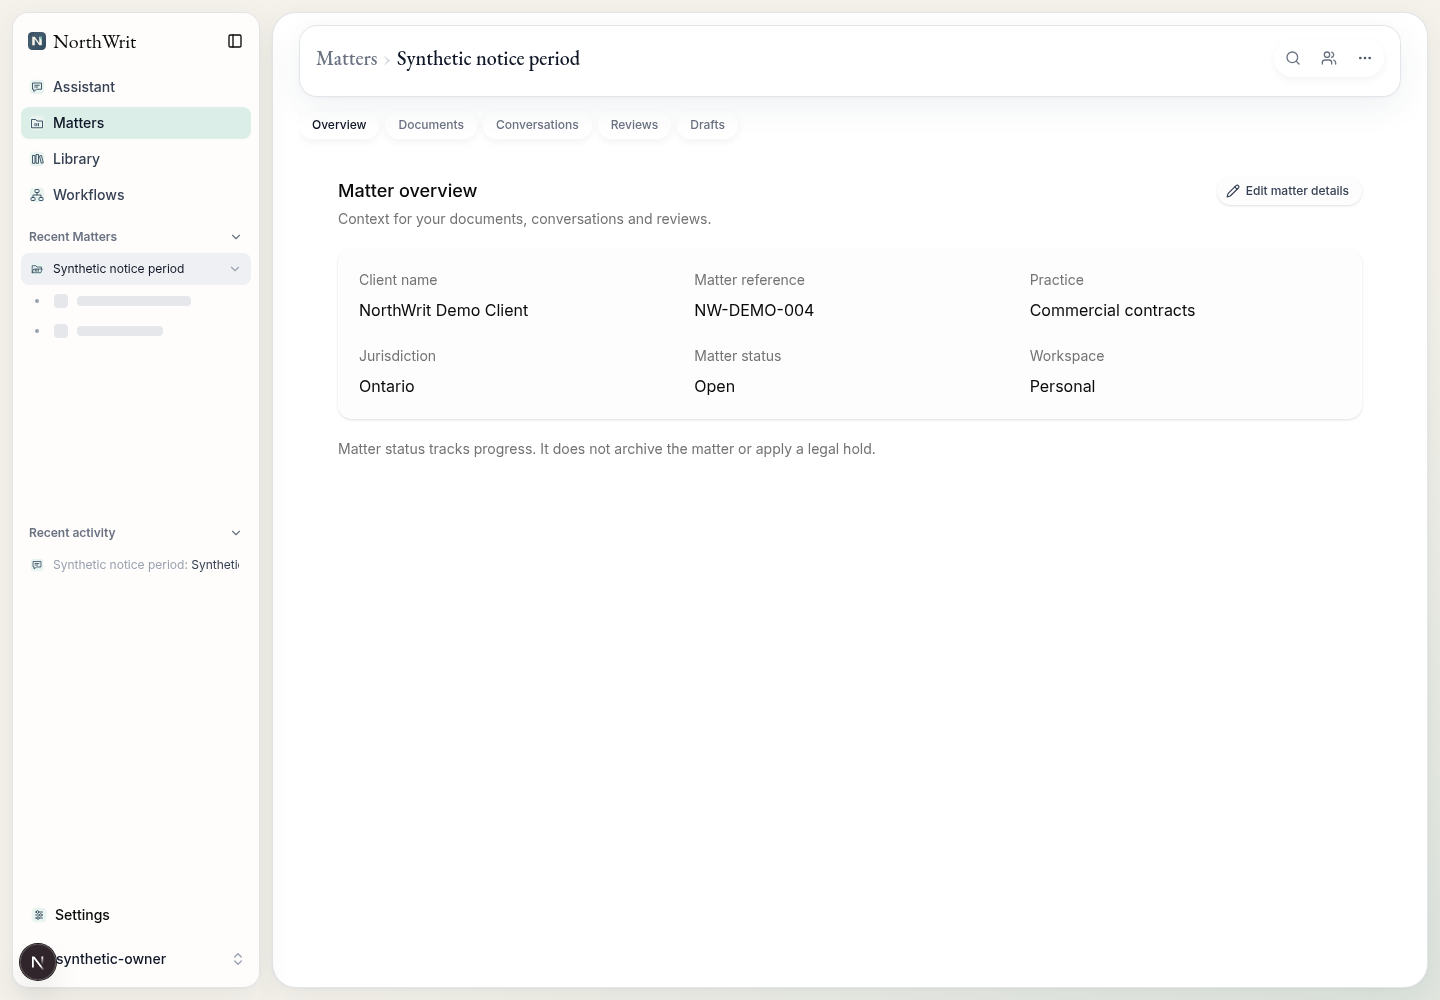 NorthWrit
Assistant
Matters
Library
Workflows
Recent Matters
Synthetic notice period
Recent activity
Synthetic notice period: Syntheti
Settings
synthetic-owner
Matters › Synthetic notice period
Overview Documents Conversations Reviews Drafts
Matter overview
Edit matter details
Context for your documents, conversations and reviews.
Client name Matter reference Practice
NorthWrit Demo Client NW-DEMO-004 Commercial contracts
Jurisdiction Matter status Workspace
Ontario Open Personal
Matter status tracks progress. It does not archive the matter or apply a legal hold.